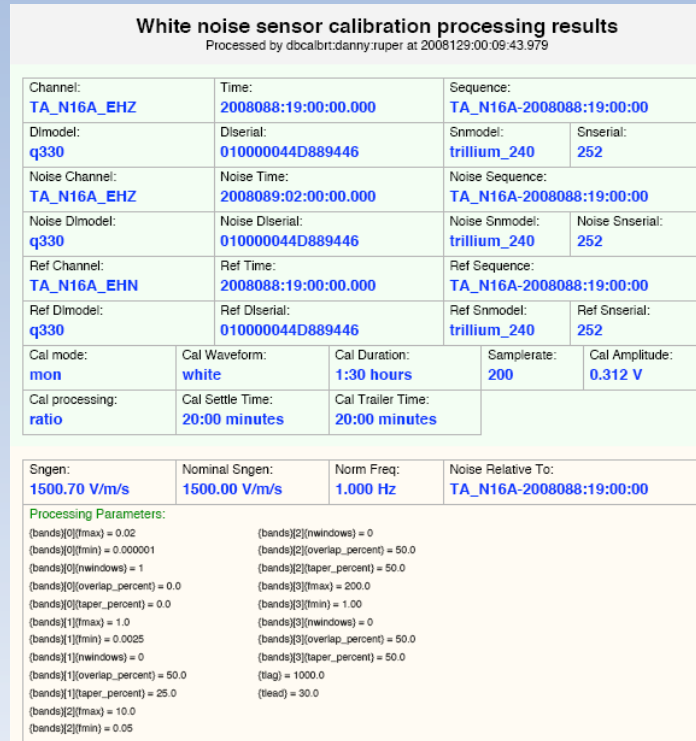 White noise sensor calibration processing results
Processed by dbcalbrt:danny:ruper at 2008129:00:09:43.979
Channel: Time: Sequence:
TA_N16A_EHZ 2008088:19:00:00.000 TA_N16A-2008088:19:00:00
Dlmodel: Dlserial: Snmodel: Snserial:
q330 010000044D889446 trillium_240 252
Noise Channel: Noise Time: Noise Sequence:
TA_N16A_EHZ 2008089:02:00:00.000 TA_N16A-2008088:19:00:00
Noise Dlmodel: Noise Dlserial: Noise Snmodel: Noise Snserial:
q330 010000044D889446 trillium_240 252
Ref Channel: Ref Time: Ref Sequence:
TA_N16A_EHN 2008088:19:00:00.000 TA_N16A-2008088:19:00:00
Ref Dlmodel: Ref Dlserial: Ref Snmodel: Ref Snserial:
q330 010000044D889446 trillium_240 252
Cal mode: Cal Waveform: Cal Duration: Samplerate: Cal Amplitude:
mon white 1:30 hours 200 0.312 V
Cal processing: Cal Settle Time: Cal Trailer Time:
ratio 20:00 minutes 20:00 minutes
Sngen: Nominal Sngen: Norm Freq: Noise Relative To:
1500.70 V/m/s 1500.00 V/m/s 1.000 Hz TA_N16A-2008088:19:00:00
Processing Parameters:
{bands}[0]{fmax} = 0.02
{bands}[0]{fmin} = 0.000001
{bands}[0]{nwindows} = 1
{bands}[0]{overlap_percent} = 0.0
{bands}[0]{taper_percent} = 0.0
{bands}[1]{fmax} = 1.0
{bands}[1]{fmin} = 0.0025
{bands}[1]{nwindows} = 0
{bands}[1]{overlap_percent} = 50.0
{bands}[1]{taper_percent} = 25.0
{bands}[2]{fmax} = 10.0
{bands}[2]{fmin} = 0.05
{bands}[2]{nwindows} = 0
{bands}[2]{overlap_percent} = 50.0
{bands}[2]{taper_percent} = 50.0
{bands}[3]{fmax} = 200.0
{bands}[3]{fmin} = 1.00
{bands}[3]{nwindows} = 0
{bands}[3]{overlap_percent} = 50.0
{bands}[3]{taper_percent} = 50.0
{tlag} = 1000.0
{tlead} = 30.0